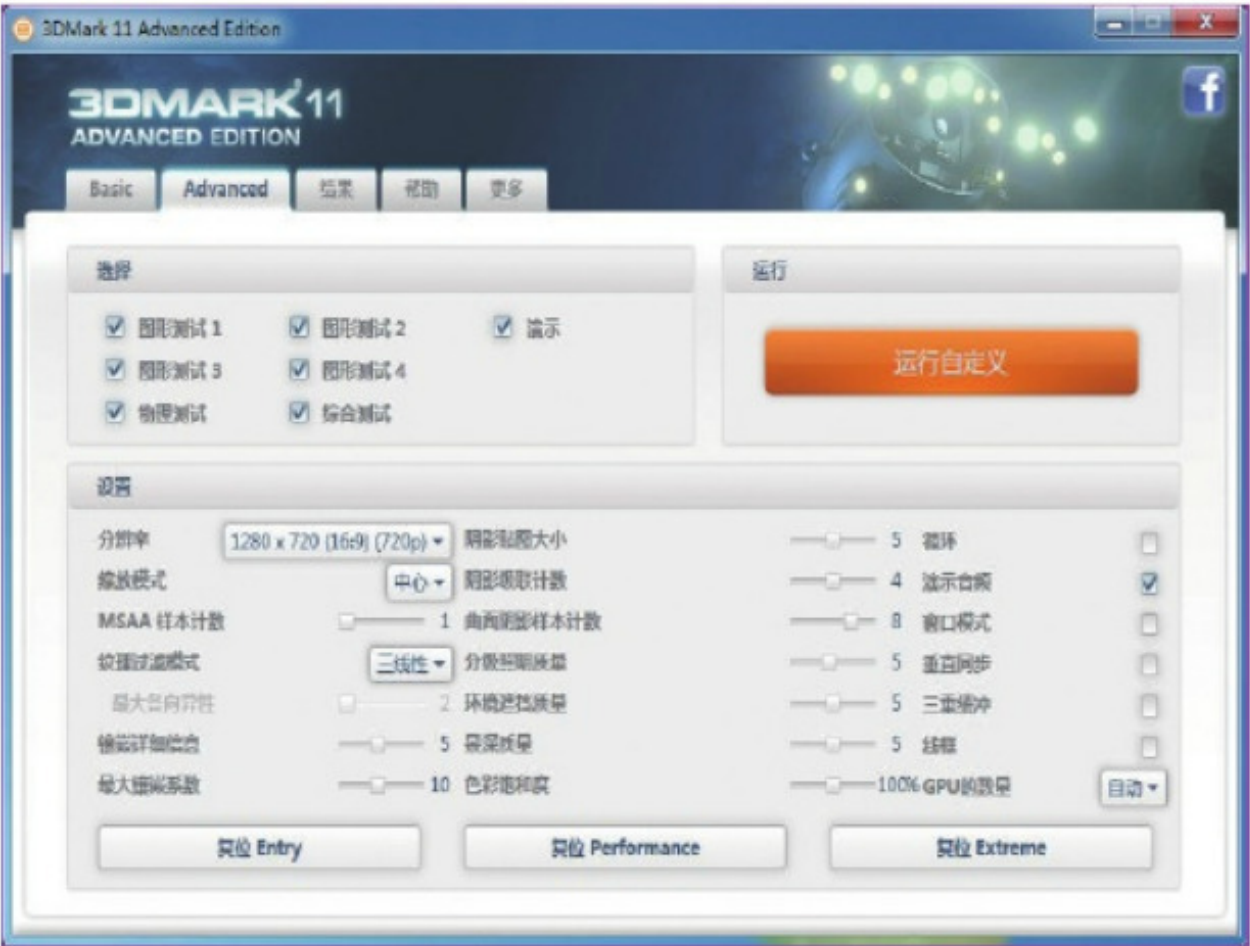 3DMark 11 Advanced Edition
3DMARK'11
ADVANCED EDITION
Basic Advanced 结果 帮助 更多
选择 运行
图形测试 1 图形测试 2 演示
图形测试 3 图形测试 4
物理测试 综合测试
运行自定义
设置
分辨率 1280 x 720 (16:9) (720p) 阴影贴图大小 5 循环
缩放模式 中心 阴影吸取计数 4 演示音频
MSAA 样本计数 1 曲面阴影样本计数 8 窗口模式
纹理过滤模式 三线性 分级照明质量 5 垂直同步
最大各向异性 2 环境遮挡质量 5 三重缓冲
镶嵌详细信息 5 景深质量 5 线框
最大镶嵌系数 10 色彩饱和度 100% GPU的数量 自动
复位 Entry 复位 Performance 复位 Extreme